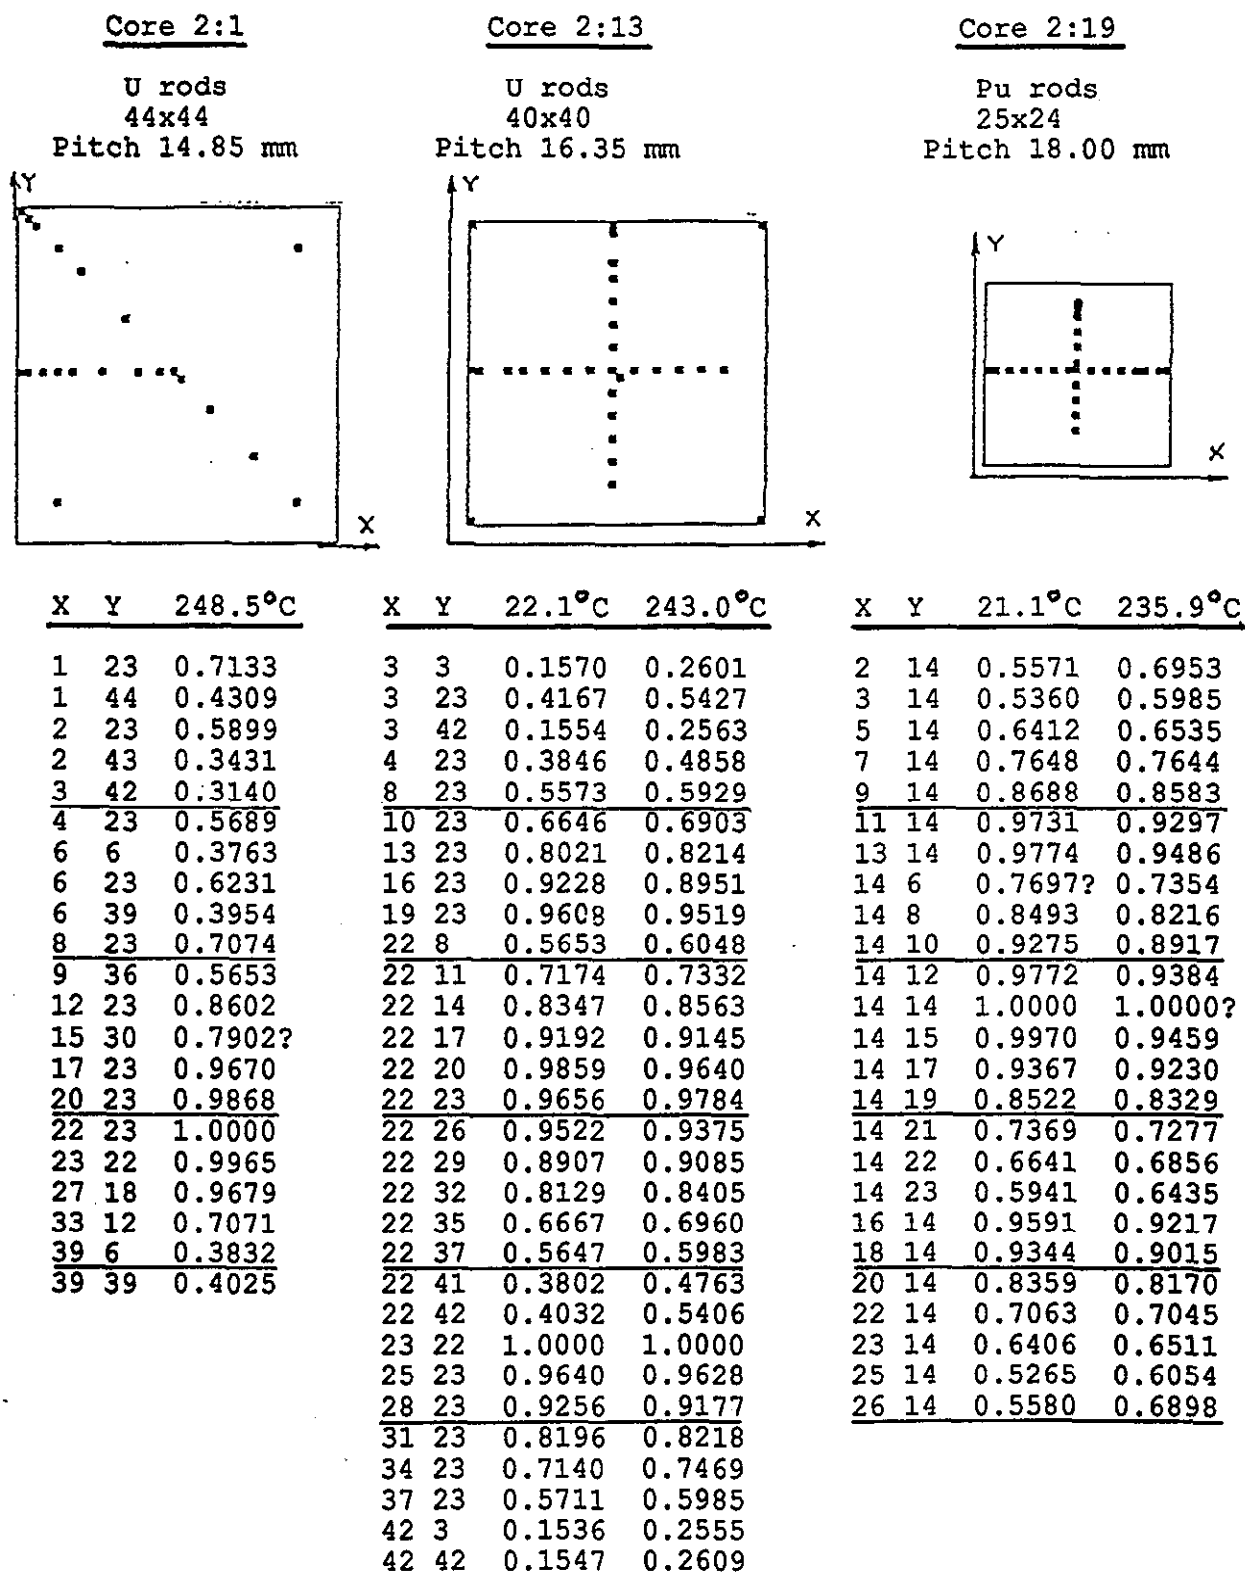 Core 2:1
U rods
44x44
Pitch 14.85 mm
Y
X
X Y 248.5°C
1 23 0.7133
1 44 0.4309
2 23 0.5899
2 43 0.3431
3 42 0.3140
4 23 0.5689
6 6 0.3763
6 23 0.6231
6 39 0.3954
8 23 0.7074
9 36 0.5653
12 23 0.8602
15 30 0.7902?
17 23 0.9670
20 23 0.9868
22 23 1.0000
23 22 0.9965
27 18 0.9679
33 12 0.7071
39 6 0.3832
39 39 0.4025
Core 2:13
U rods
40x40
Pitch 16.35 mm
Y
X
X Y 22.1°C 243.0°C
3 3 0.1570 0.2601
3 23 0.4167 0.5427
3 42 0.1554 0.2563
4 23 0.3846 0.4858
8 23 0.5573 0.5929
10 23 0.6646 0.6903
13 23 0.8021 0.8214
16 23 0.9228 0.8951
19 23 0.9608 0.9519
22 8 0.5653 0.6048
22 11 0.7174 0.7332
22 14 0.8347 0.8563
22 17 0.9192 0.9145
22 20 0.9859 0.9640
22 23 0.9656 0.9784
22 26 0.9522 0.9375
22 29 0.8907 0.9085
22 32 0.8129 0.8405
22 35 0.6667 0.6960
22 37 0.5647 0.5983
22 41 0.3802 0.4763
22 42 0.4032 0.5406
23 22 1.0000 1.0000
25 23 0.9640 0.9628
28 23 0.9256 0.9177
31 23 0.8196 0.8218
34 23 0.7140 0.7469
37 23 0.5711 0.5985
42 3 0.1536 0.2555
42 42 0.1547 0.2609
Core 2:19
Pu rods
25x24
Pitch 18.00 mm
Y
X
X Y 21.1°C 235.9°C
2 14 0.5571 0.6953
3 14 0.5360 0.5985
5 14 0.6412 0.6535
7 14 0.7648 0.7644
9 14 0.8688 0.8583
11 14 0.9731 0.9297
13 14 0.9774 0.9486
14 6 0.7697? 0.7354
14 8 0.8493 0.8216
14 10 0.9275 0.8917
14 12 0.9772 0.9384
14 14 1.0000 1.0000?
14 15 0.9970 0.9459
14 17 0.9367 0.9230
14 19 0.8522 0.8329
14 21 0.7369 0.7277
14 22 0.6641 0.6856
14 23 0.5941 0.6435
16 14 0.9591 0.9217
18 14 0.9344 0.9015
20 14 0.8359 0.8170
22 14 0.7063 0.7045
23 14 0.6406 0.6511
25 14 0.5265 0.6054
26 14 0.5580 0.6898